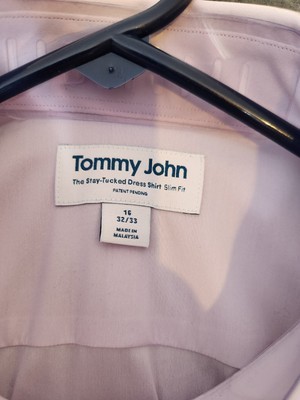 Tommy John
The Stay-Tucked Dress Shirt Slim Fit
PATENT PENDING
16
32/33
MADE IN
MALAYSIA